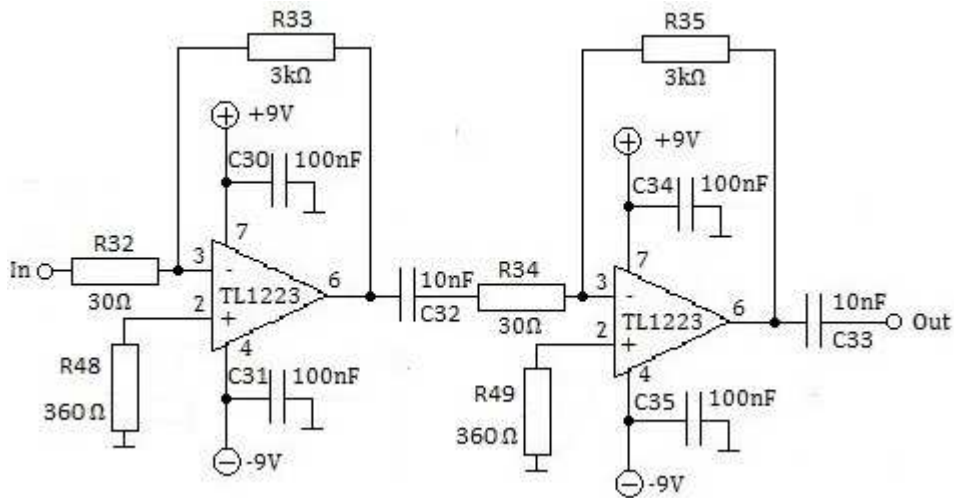 R33
3kΩ
+9V
C30
100nF
R32
In
30Ω
3
-
7
TL1223
6
2
+
4
R48
360Ω
C31
100nF
-9V
10nF
C32
R34
30Ω
R35
3kΩ
+9V
C34
100nF
3
-
7
TL1223
6
2
+
4
R49
360Ω
C35
100nF
-9V
10nF
C33
Out